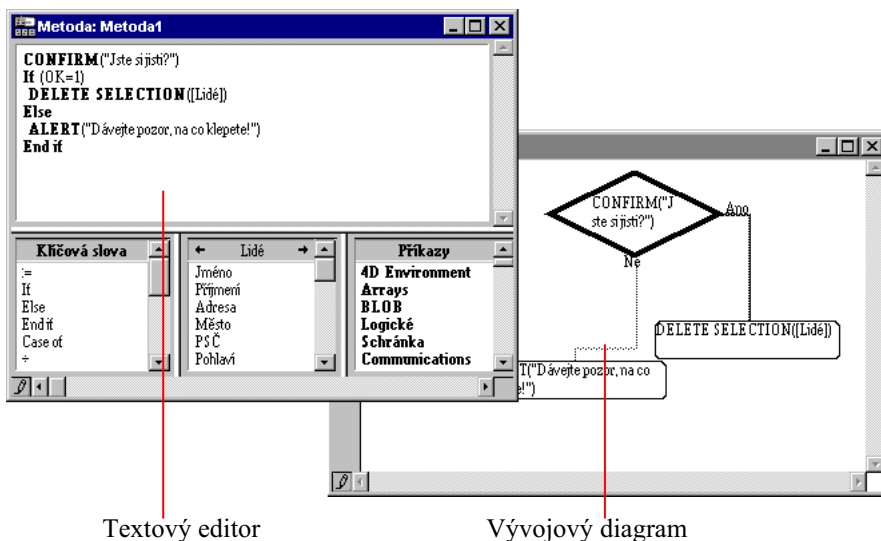 Metoda: Metoda1
CONFIRM("Jste si jisti?")
If (OK=1)
DELETE SELECTION([Lidé])
Else
ALERT("Dávejte pozor, na co klepete!")
End if
Klíčová slova
:=
If
Else
End if
Case of
÷
Lidé
Jméno
Příjmení
Adresa
Město
PSČ
Pohlaví
Příkazy
4D Environment
Arrays
BLOB
Logické
Schránka
Communications
CONFIRM("J
ste si jisti?")
Ano
Ne
DELETE SELECTION([Lidé])
T("Dávejte pozor, na co
e!")
Textový editor
Vývojový diagram